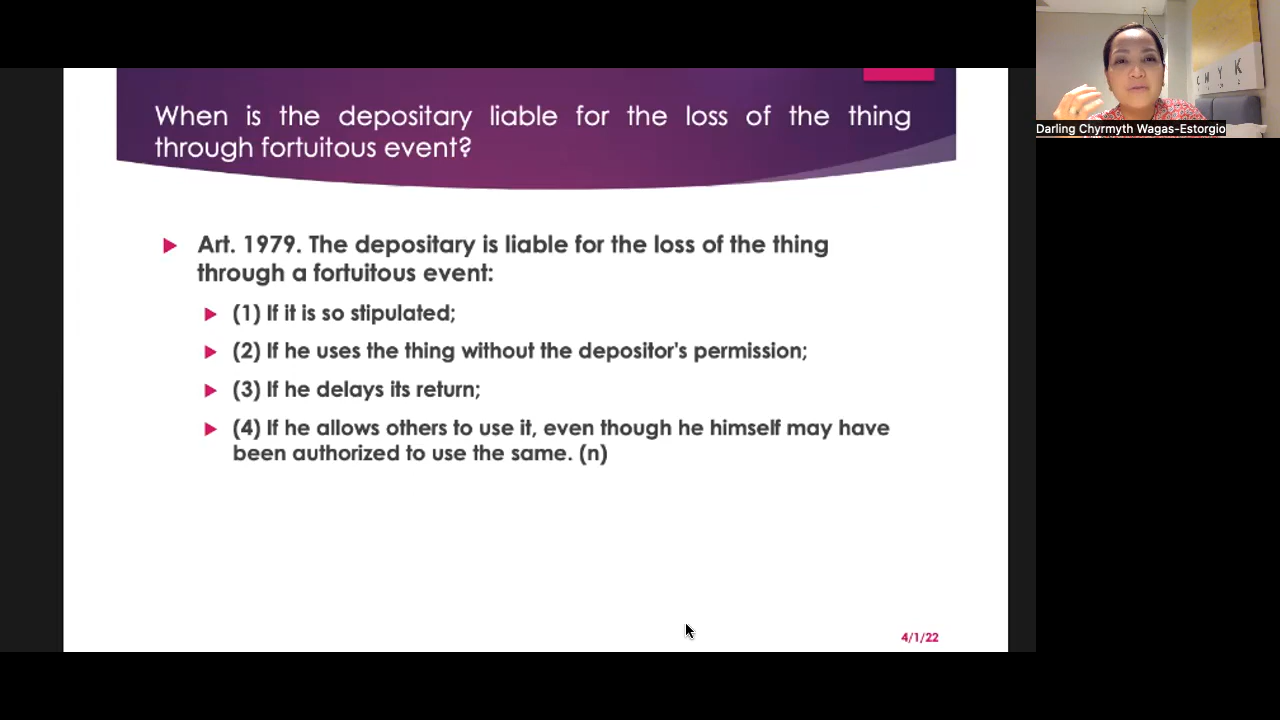 When is the depositary liable for the loss of the thing
through fortuitous event?
Art. 1979. The depositary is liable for the loss of the thing
through a fortuitous event:
(1) If it is so stipulated;
(2) If he uses the thing without the depositor's permission;
(3) If he delays its return;
(4) If he allows others to use it, even though he himself may have
been authorized to use the same. (n)
4/1/22
C M Y K
Darling Chyrmyth Wagas-Estorgio